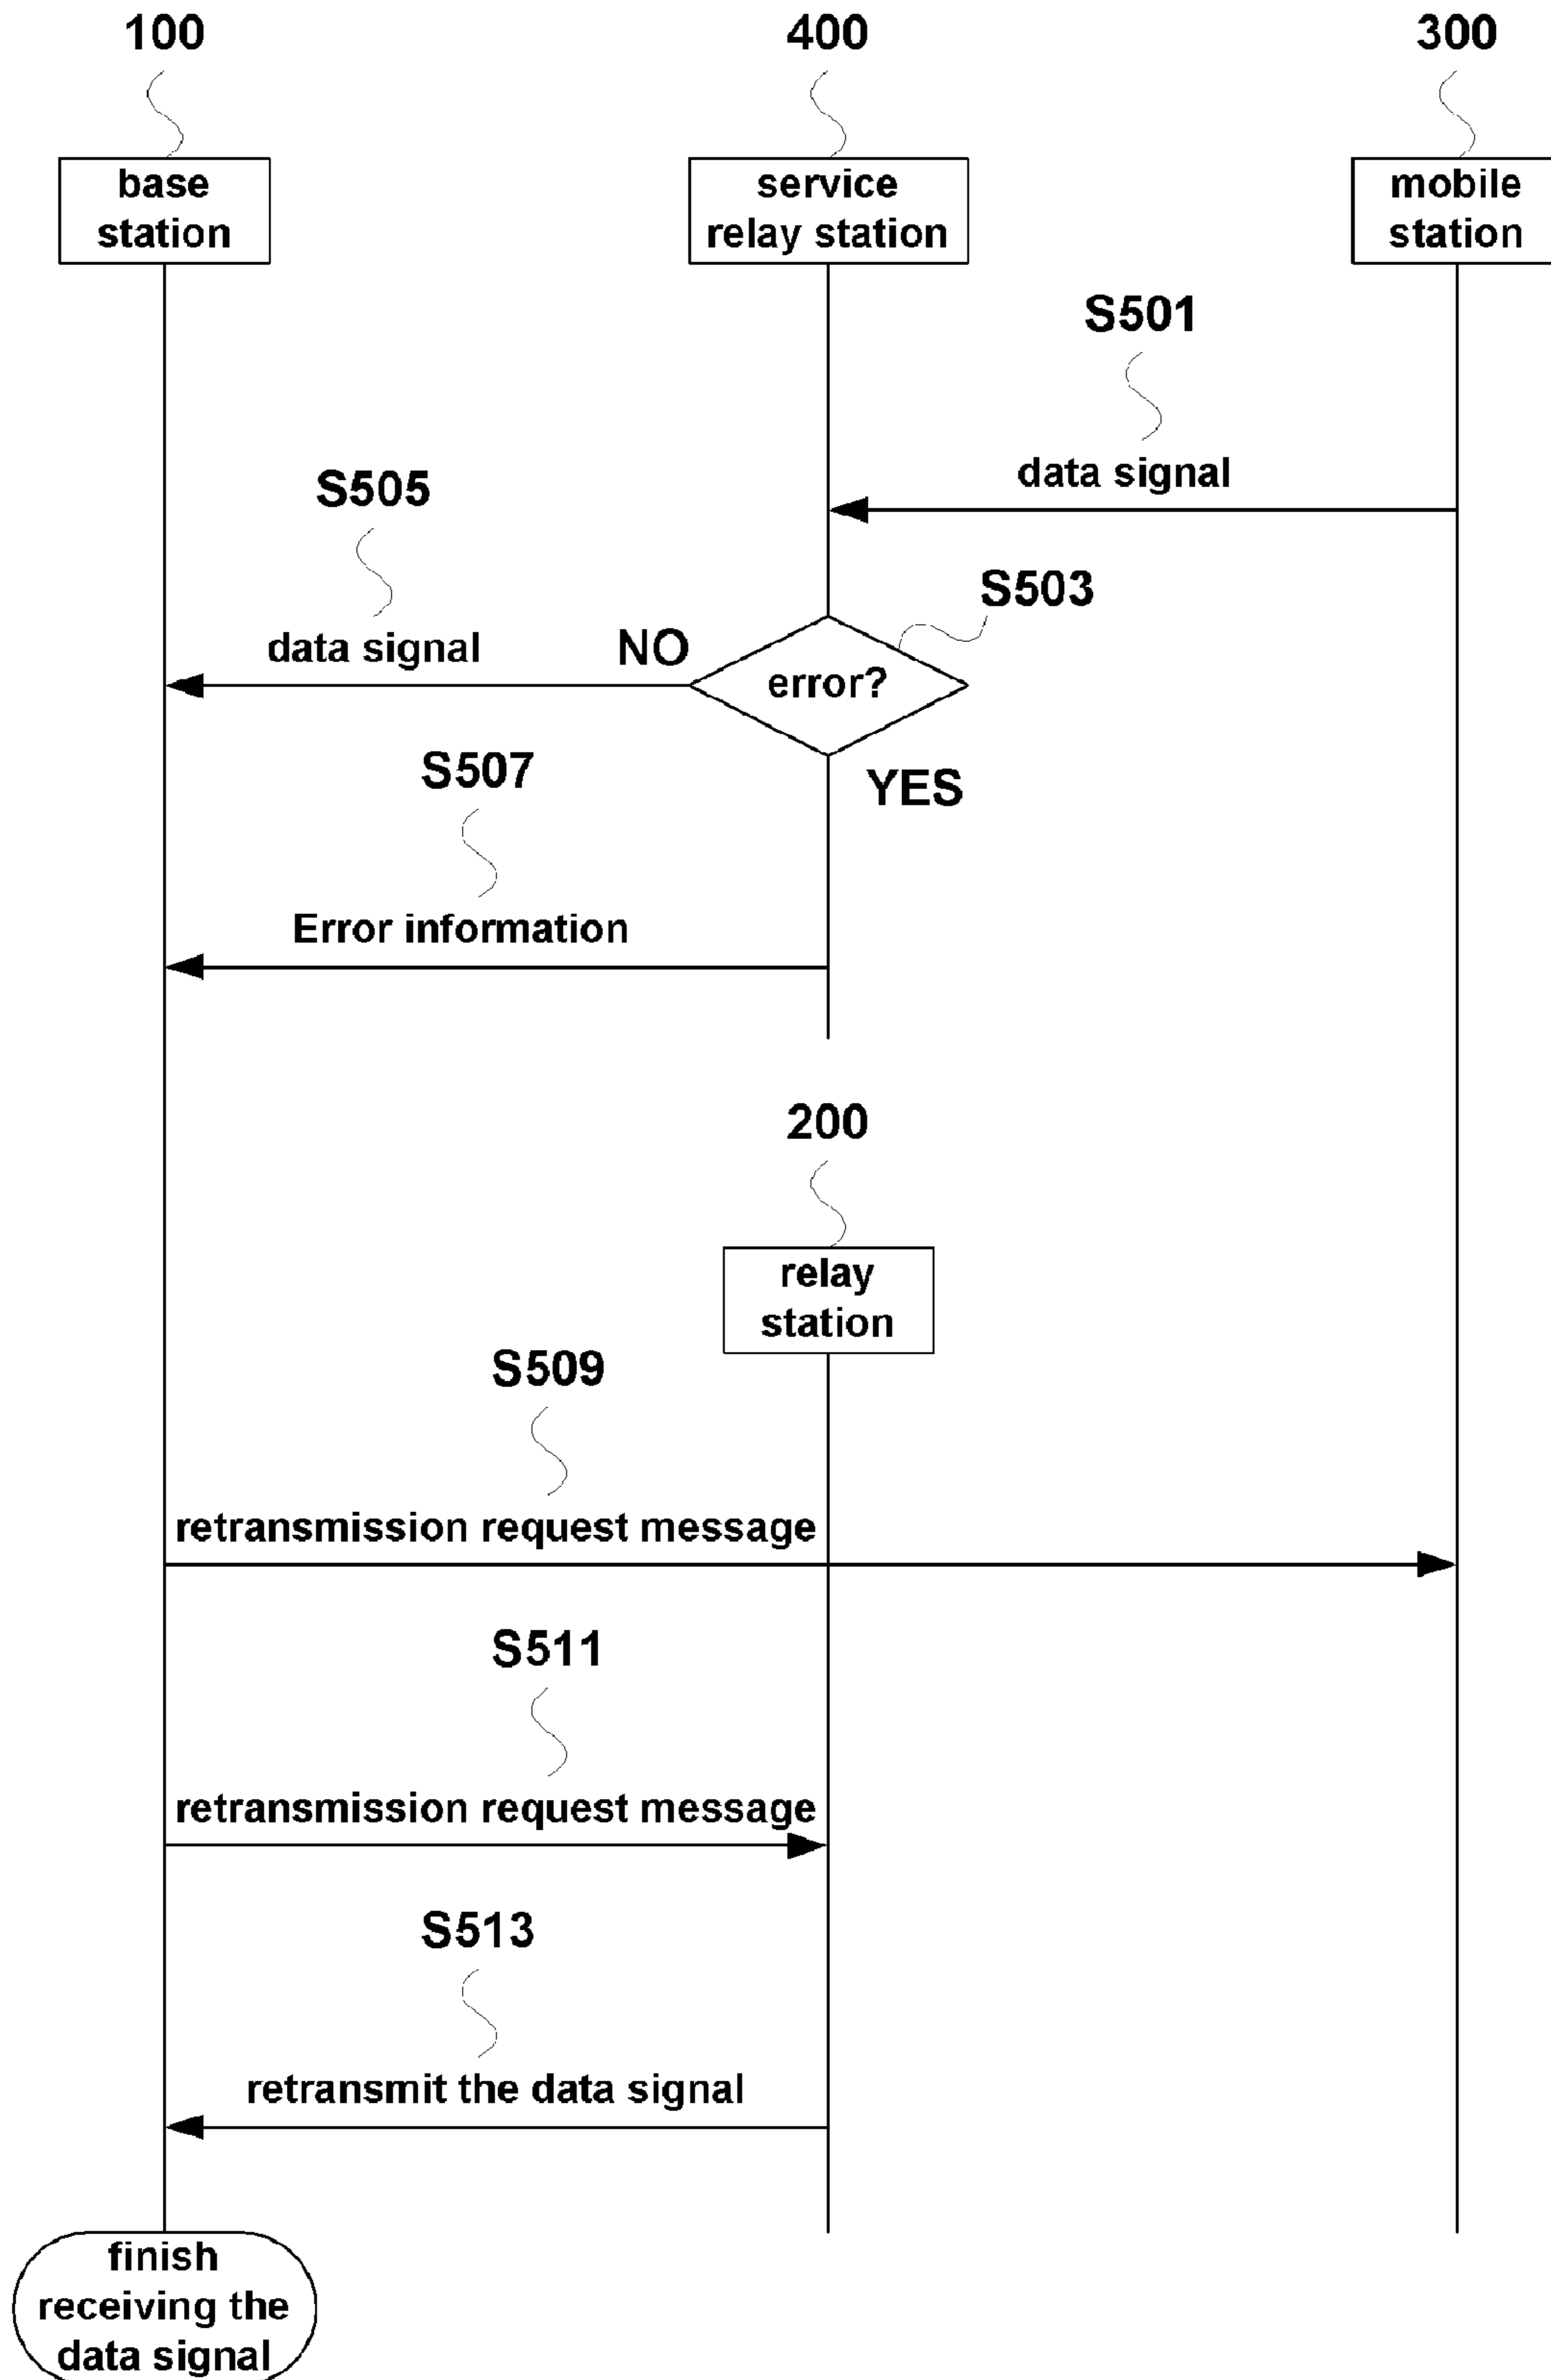 100
400
300
base
station
service
relay station
mobile
station
S501
data signal
S505
data signal
NO
S503
error?
S507
YES
Error information
200
relay
station
S509
retransmission request message
S511
retransmission request message
S513
retransmit the data signal
finish
receiving the
data signal